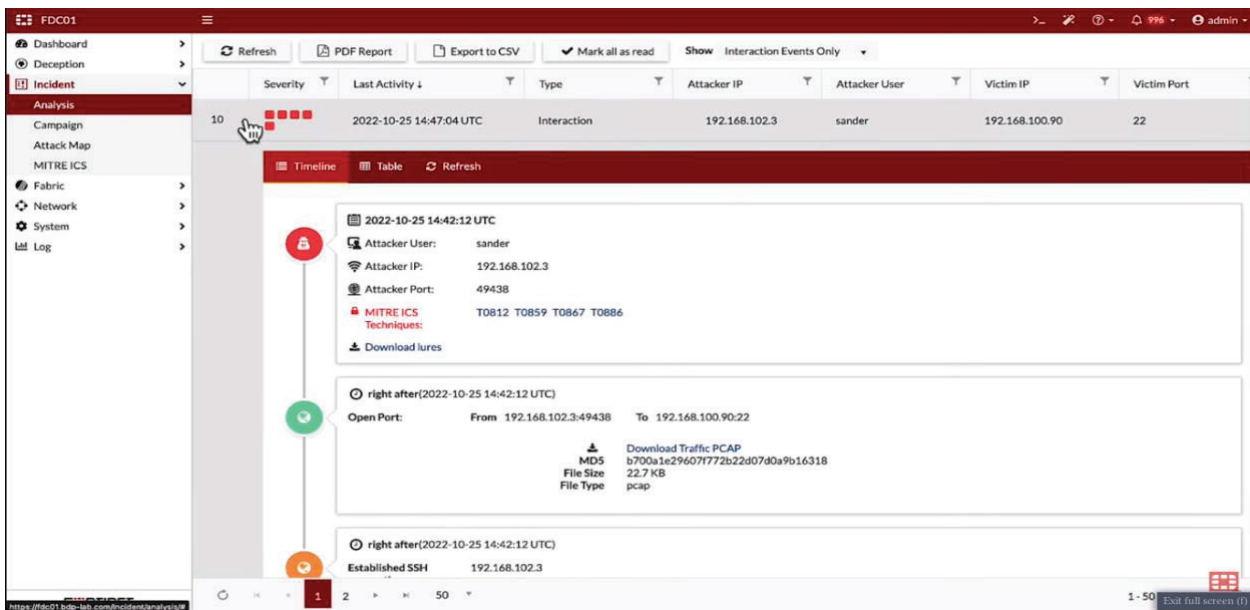 FDC01
996
admin
Dashboard
Deception
Incident
Analysis
Campaign
Attack Map
MITRE ICS
Fabric
Network
System
Log
Refresh PDF Report Export to CSV Mark all as read Show Interaction Events Only
Severity Last Activity ↓ Type Attacker IP Attacker User Victim IP Victim Port
10 2022-10-25 14:47:04 UTC Interaction 192.168.102.3 sander 192.168.100.90 22
Timeline Table Refresh
2022-10-25 14:42:12 UTC
Attacker User: sander
Attacker IP: 192.168.102.3
Attacker Port: 49438
MITRE ICS T0812 T0859 T0867 T0886
Techniques:
Download lures
right after(2022-10-25 14:42:12 UTC)
Open Port: From 192.168.102.3:49438 To 192.168.100.90:22
Download Traffic PCAP
MD5 b700a1e29607f772b22d07d0a9b16318
File Size 22.7 KB
File Type pcap
right after(2022-10-25 14:42:12 UTC)
Established SSH 192.168.102.3
1 2 50
1 - 50
Exit full screen (f)
https://fdc01.bdp-lab.com/incident/analysis/#